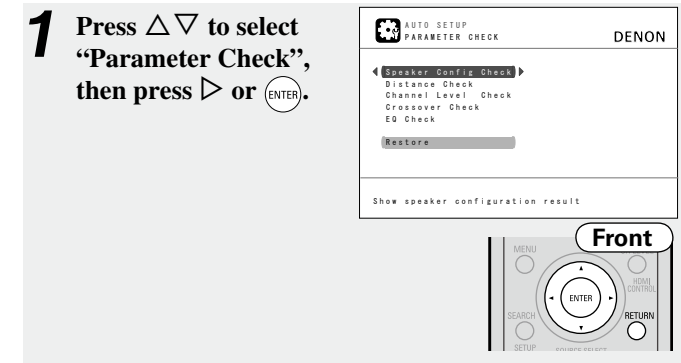 1 Press △▽ to select
“Parameter Check”,
then press ▷ or ENTER.
AUTO SETUP
PARAMETER CHECK
DENON
Speaker Config Check
Distance Check
Channel Level Check
Crossover Check
EQ Check
Restore
Show speaker configuration result
Front
MENU
HDMI
CONTROL
ENTER
SEARCH
RETURN
SETUP
SOURCE SELECT